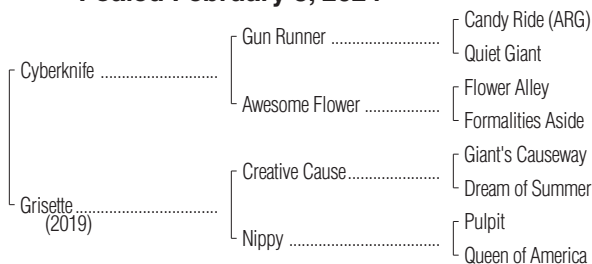 Candy Ride (ARG)
Gun Runner
Quiet Giant
Cyberknife
Flower Alley
Awesome Flower
Formalities Aside
Giant's Causeway
Creative Cause
Dream of Summer
Grisette
(2019)
Pulpit
Nippy
Queen of America